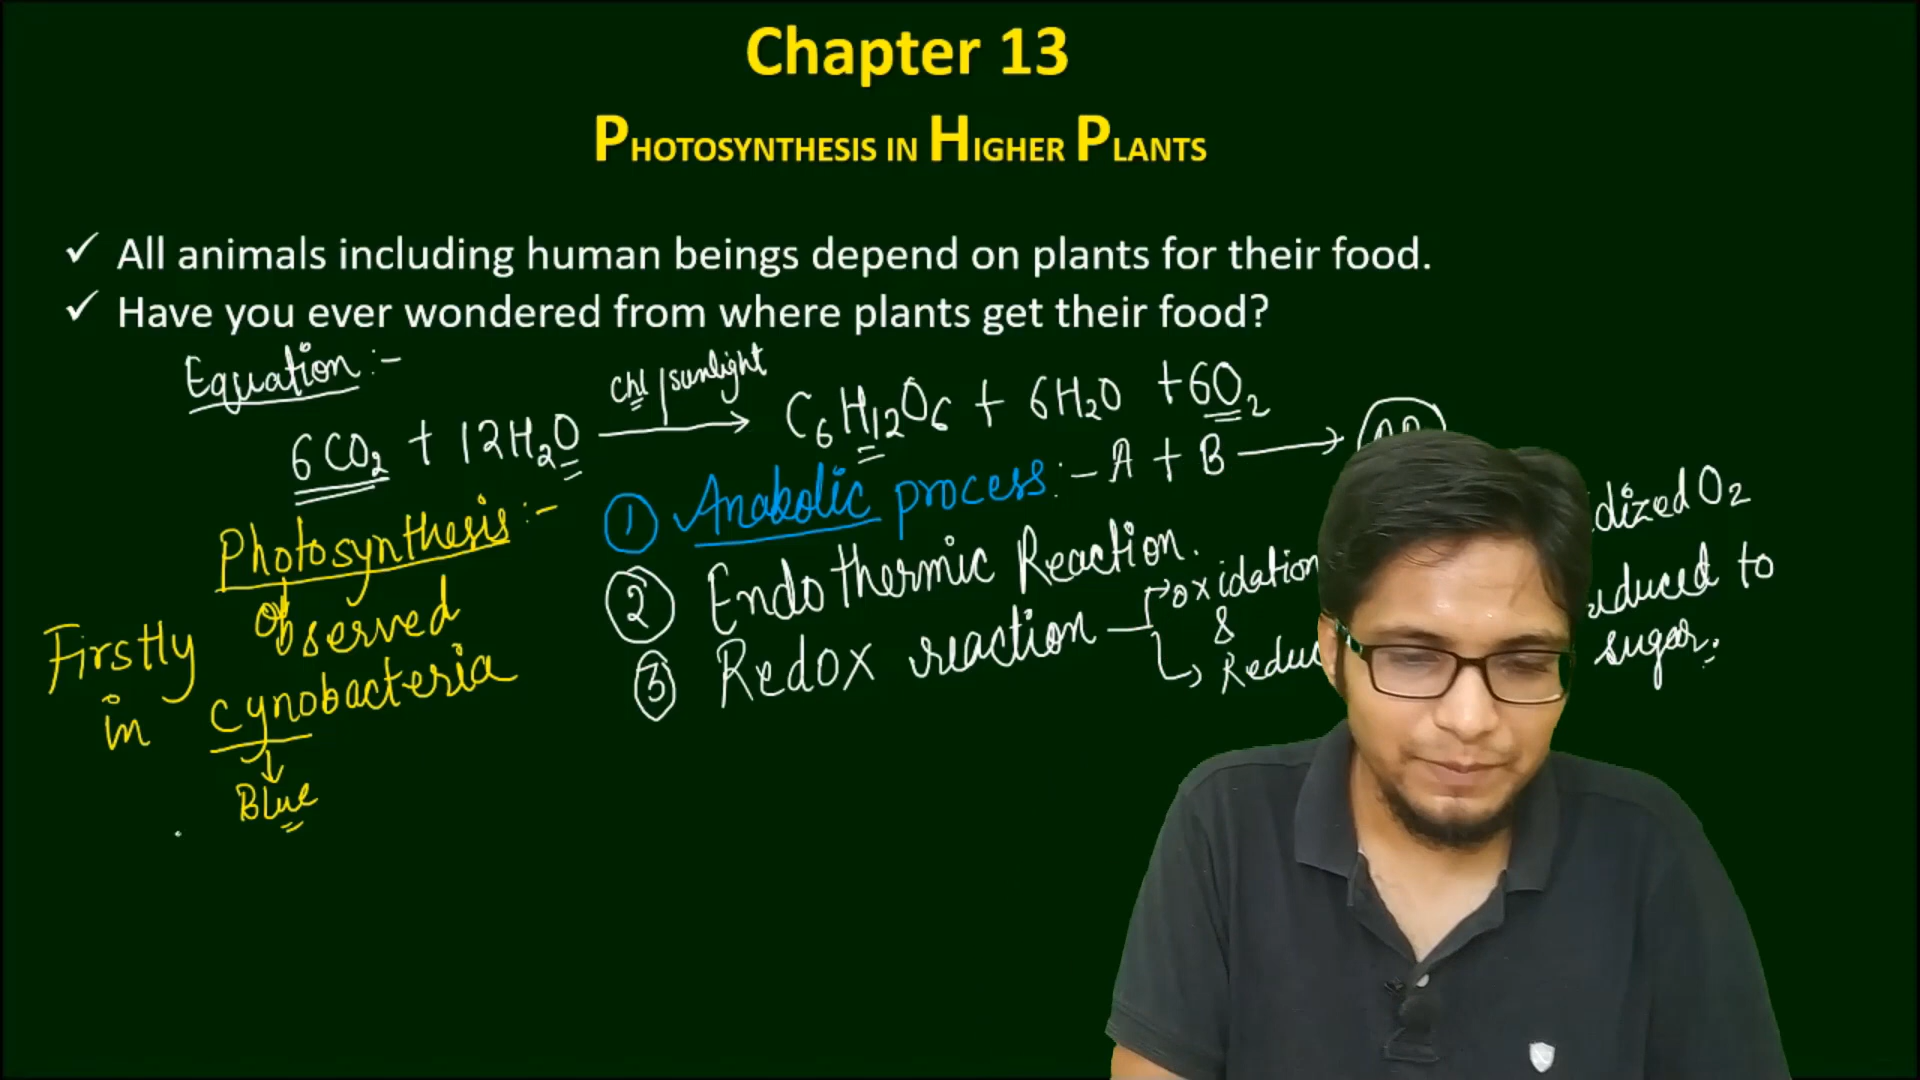 Chapter 13
PHOTOSYNTHESIS IN HIGHER PLANTS
✓ All animals including human beings depend on plants for their food.
✓ Have you ever wondered from where plants get their food?
Equation :-
6CO₂ + 12H₂O → C₆H₁₂O₆ + 6H₂O + 6O₂
chl | sunlight
Photosynthesis :-
observed
Firstly
in cynobacteria
Blue
① Anabolic process :- A + B →
② Endothermic Reaction.
③ Redox reaction
oxidation
&
O₂
to
sugar.